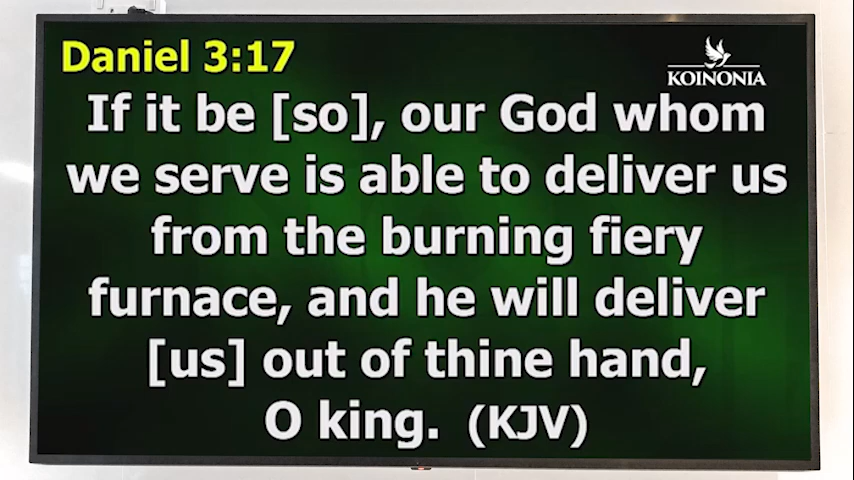 Daniel 3:17
KOINONIA
If it be [so], our God whom
we serve is able to deliver us
from the burning fiery
furnace, and he will deliver
[us] out of thine hand,
O king. (KJV)